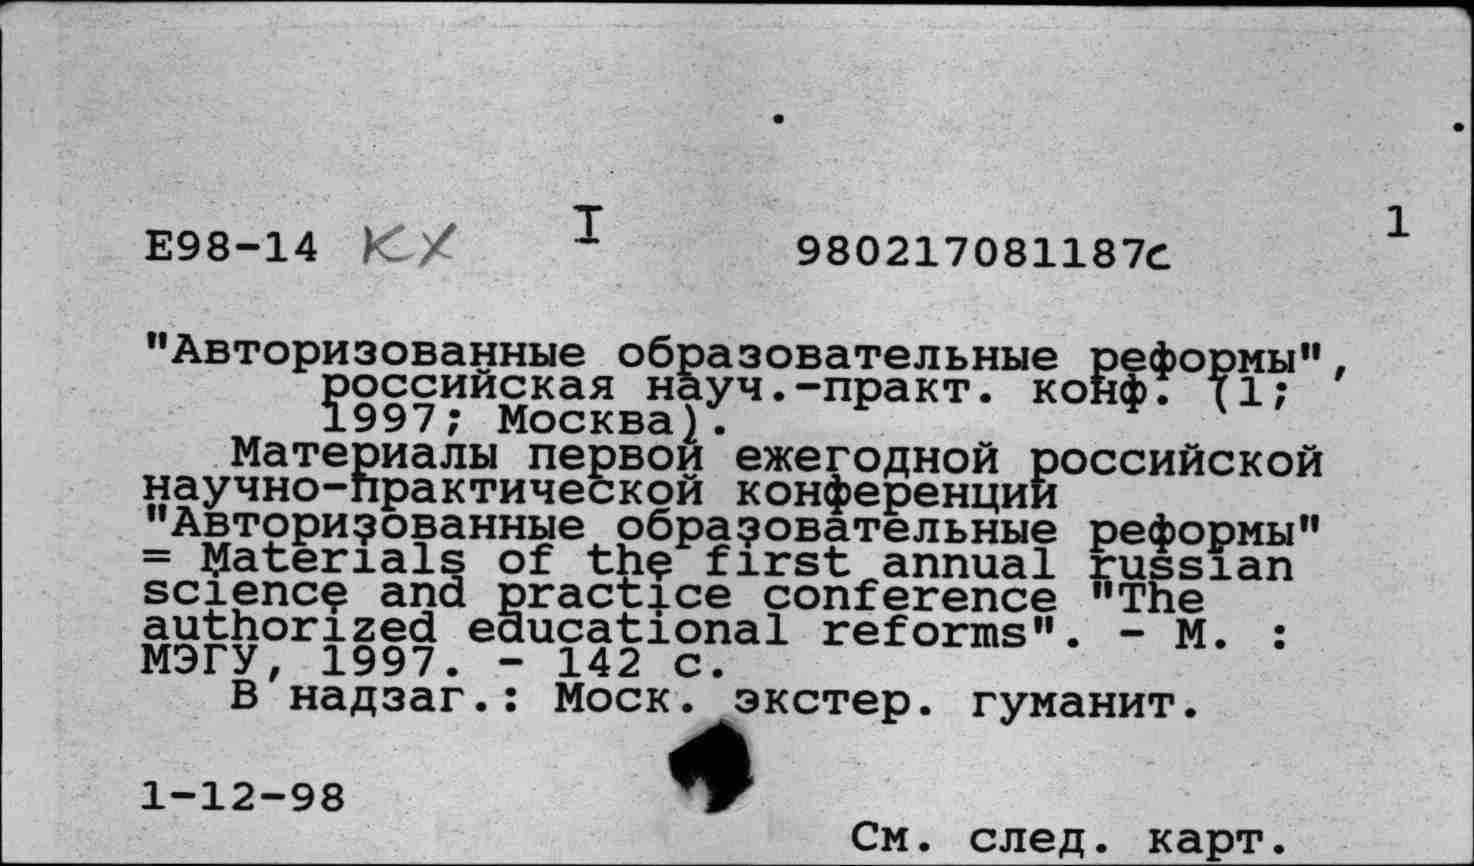 E98-14 КХ I 980217081187c 1
"Авторизованные образовательные реформы",
российская науч.-практ. конф. (1;
1997; Москва).
Материалы первой ежегодной российской
научно-практической конференции
"Авторизованные образовательные реформы"
= Materials of the first annual russian
science and practice conference "The
authorized educational reforms". - М. :
МЭГУ, 1997. - 142 с.
В надзаг.: Моск. экстер. гуманит.
1-12-98
См. след. карт.